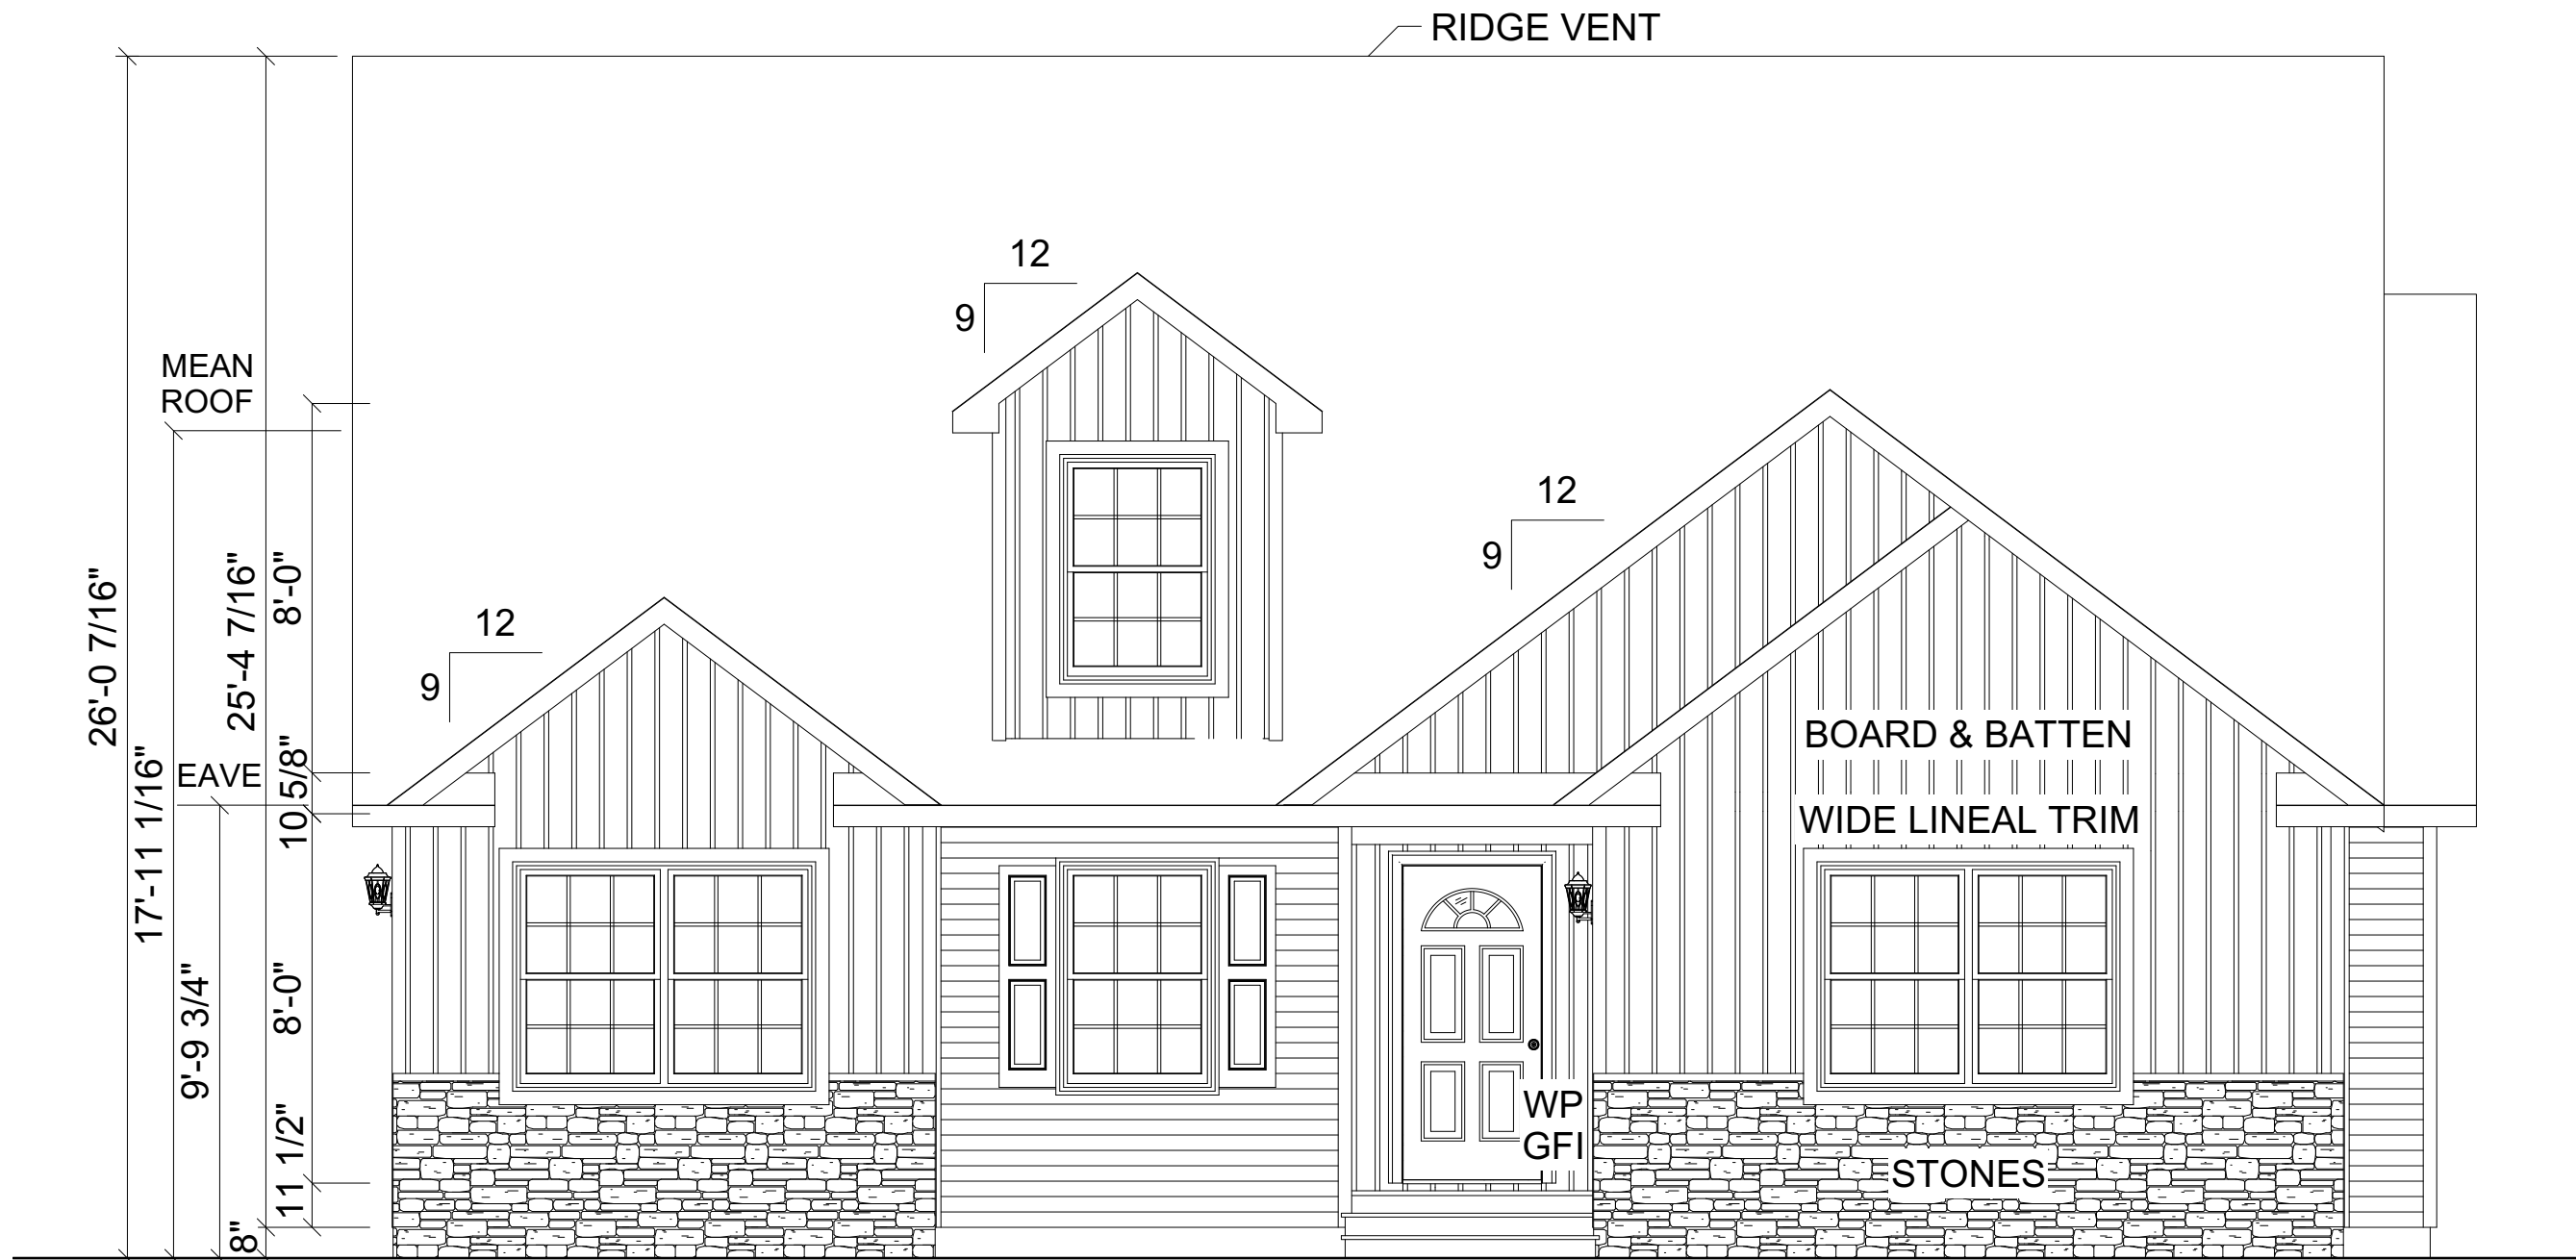 RIDGE VENT
12
9
MEAN
ROOF
12
9
12
9
26'-0 7/16"
17'-11 1/16"
EAVE
9'-9 3/4"
25'-4 7/16"
8"
8'-0"
10 5/8"
8'-0"
11 1/2"
BOARD & BATTEN
WIDE LINEAL TRIM
WP
GFI
STONES